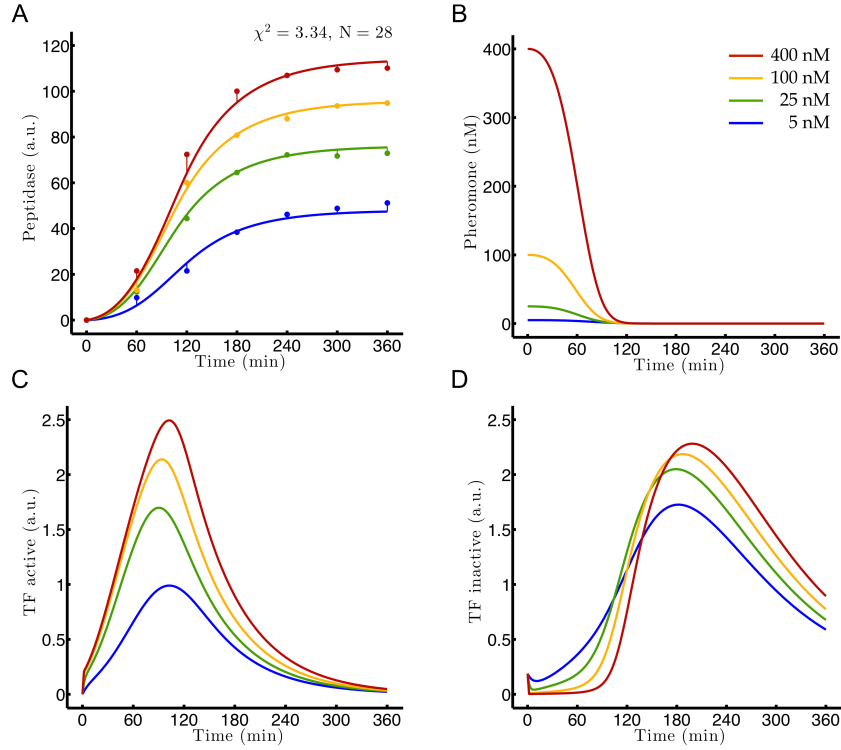 A
χ² = 3.34, N = 28
Peptidase (a.u.)
120
100
80
60
40
20
0
0 60 120 180 240 300 360
Time (min)
B
400 nM
100 nM
25 nM
5 nM
Pheromone (nM)
400
300
200
100
0
0 60 120 180 240 300 360
Time (min)
C
TF active (a.u.)
2.5
2
1.5
1
0.5
0
0 60 120 180 240 300 360
Time (min)
D
TF inactive (a.u.)
2.5
2
1.5
1
0.5
0
0 60 120 180 240 300 360
Time (min)